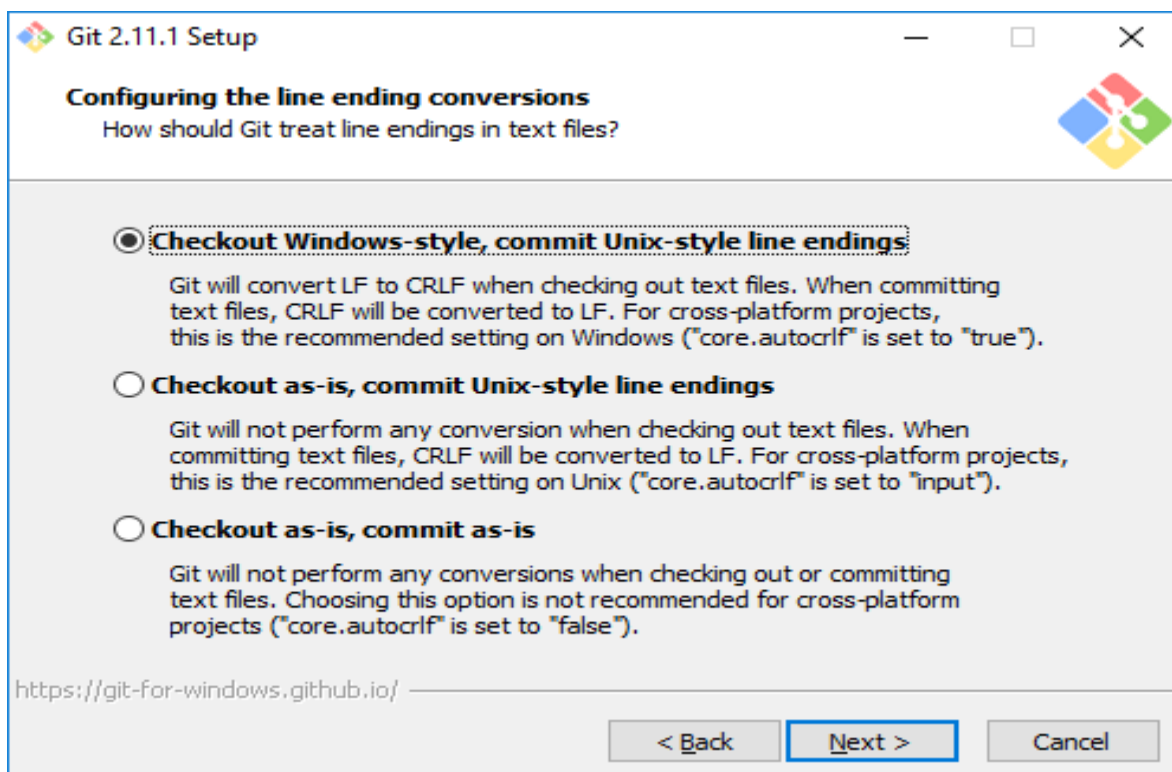 Git 2.11.1 Setup
Configuring the line ending conversions
How should Git treat line endings in text files?
Checkout Windows-style, commit Unix-style line endings
Git will convert LF to CRLF when checking out text files. When committing
text files, CRLF will be converted to LF. For cross-platform projects,
this is the recommended setting on Windows ("core.autocrlf" is set to "true").
Checkout as-is, commit Unix-style line endings
Git will not perform any conversion when checking out text files. When
committing text files, CRLF will be converted to LF. For cross-platform projects,
this is the recommended setting on Unix ("core.autocrlf" is set to "input").
Checkout as-is, commit as-is
Git will not perform any conversions when checking out or committing
text files. Choosing this option is not recommended for cross-platform
projects ("core.autocrlf" is set to "false").
https://git-for-windows.github.io/
< Back Next > Cancel